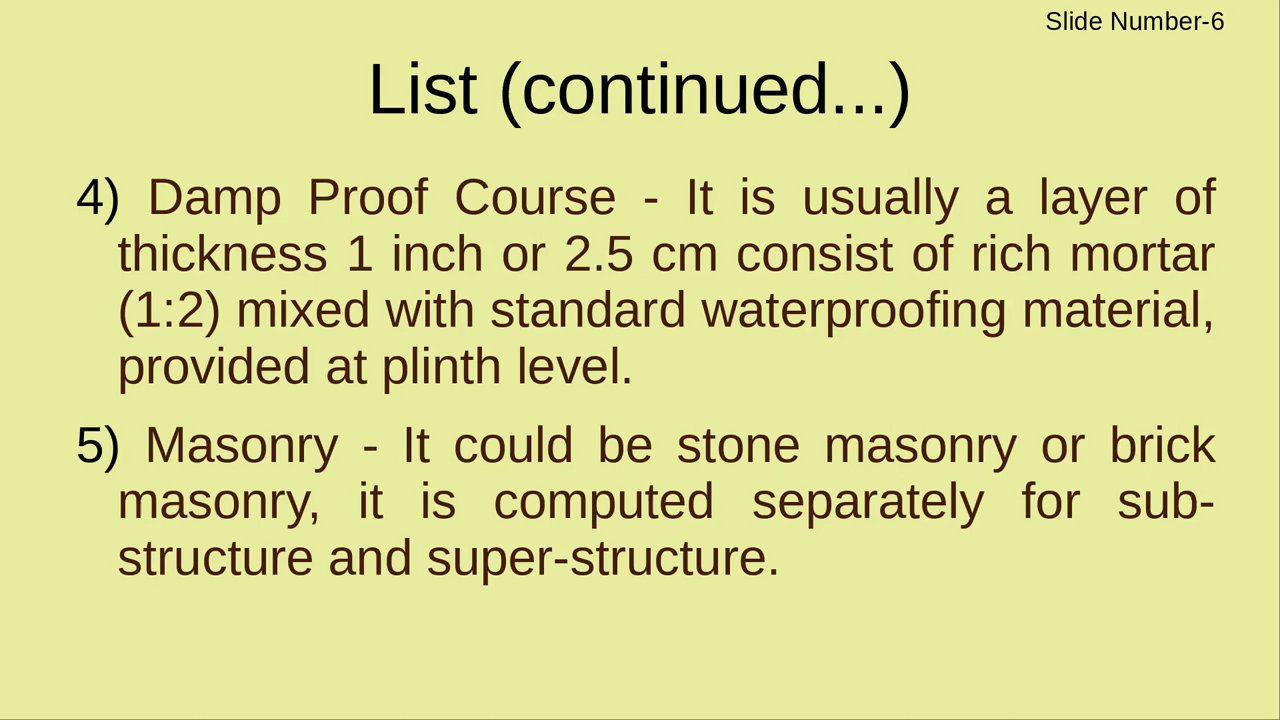 Slide Number-6
List (continued...)
4) Damp Proof Course - It is usually a layer of
thickness 1 inch or 2.5 cm consist of rich mortar
(1:2) mixed with standard waterproofing material,
provided at plinth level.
5) Masonry - It could be stone masonry or brick
masonry, it is computed separately for sub-
structure and super-structure.